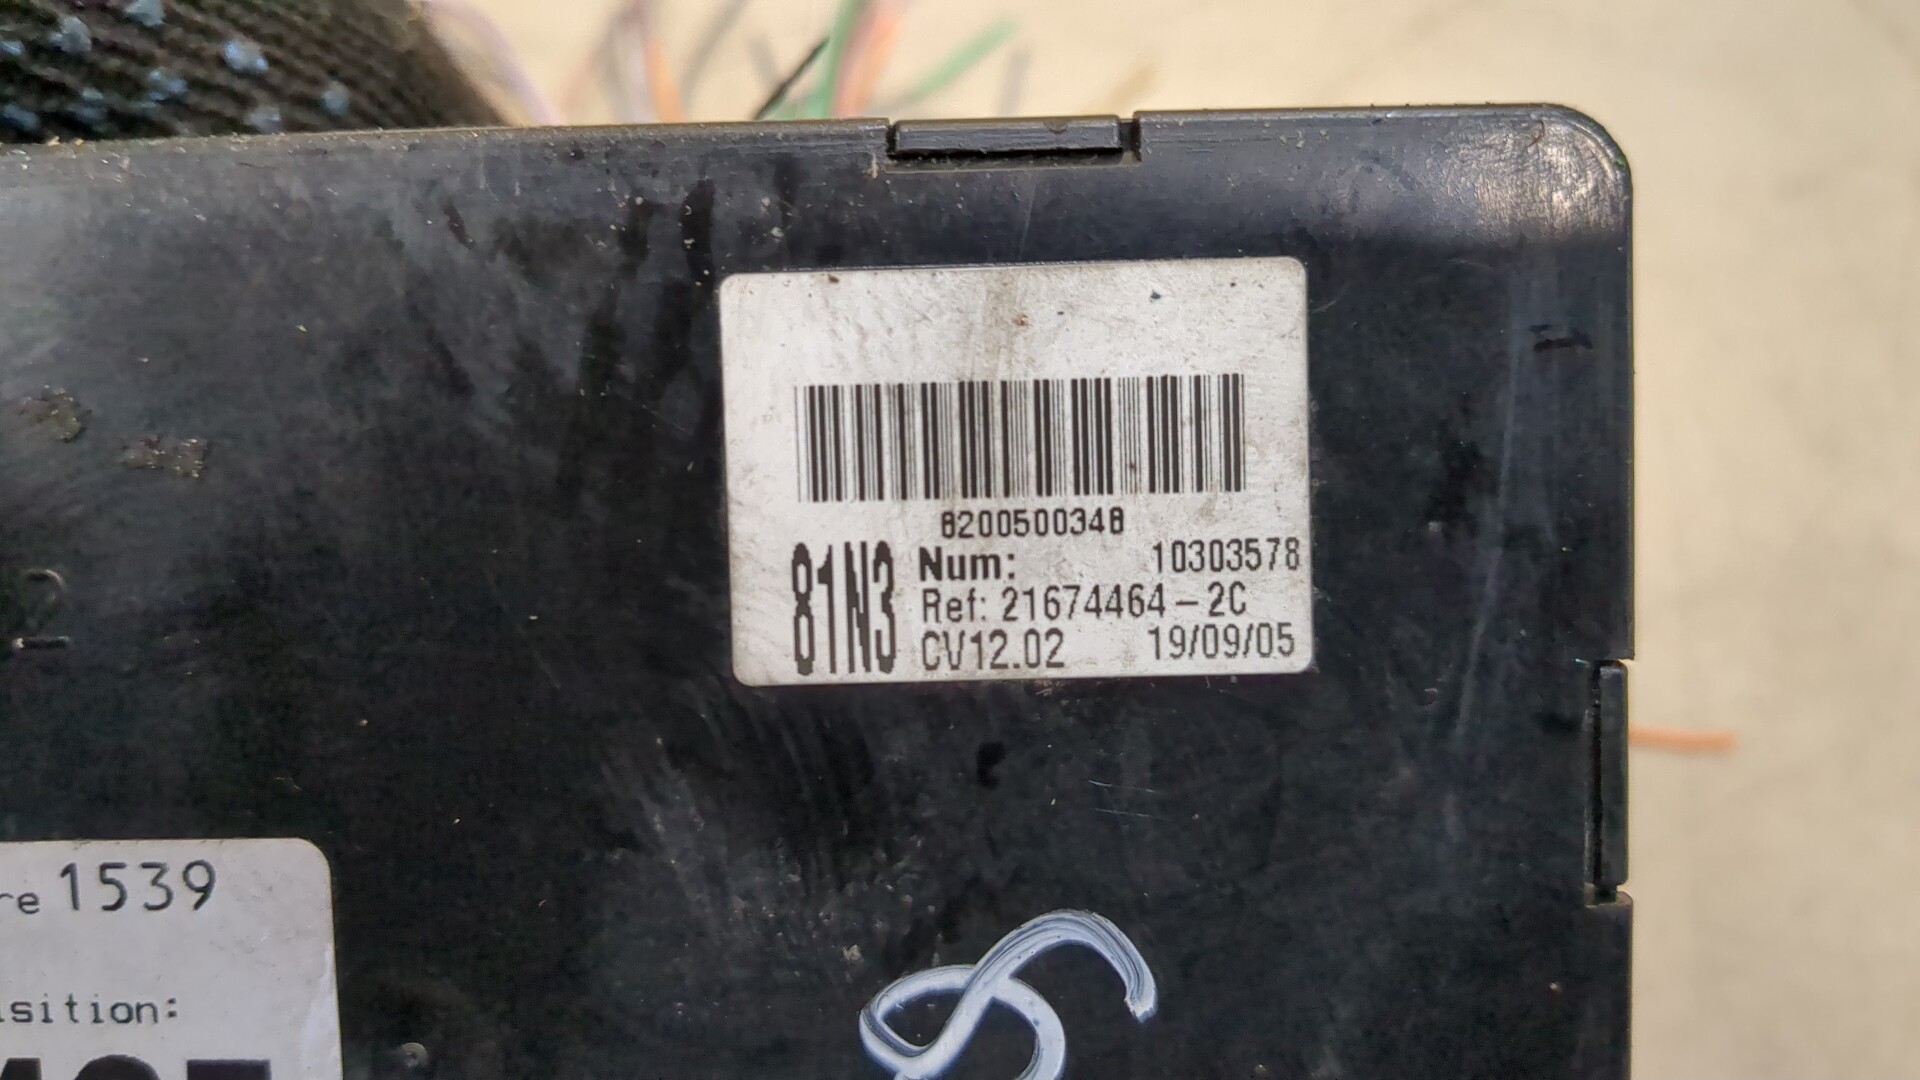 8200500348
81N3
Num: 10303578
Ref: 21674464-2C
CV12.02 19/09/05
re 1539
sition: